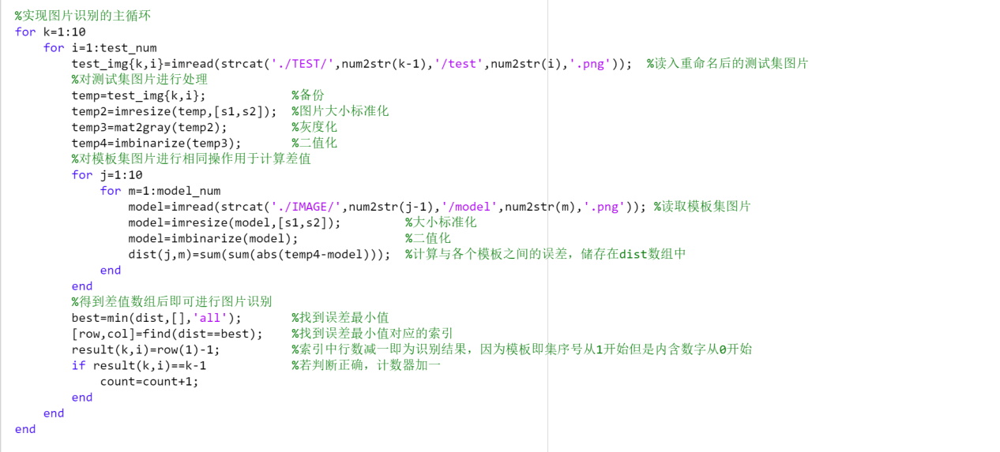 %实现图片识别的主循环
for k=1:10
    for i=1:test_num
        test_img{k,i}=imread(strcat('./TEST/',num2str(k-1),'/test',num2str(i),'.png'));  %读入重命名后的测试集图片
        %对测试集图片进行处理
        temp=test_img{k,i};            %备份
        temp2=imresize(temp,[s1,s2]);  %图片大小标准化
        temp3=mat2gray(temp2);         %灰度化
        temp4=imbinarize(temp3);       %二值化
        %对模板集图片进行相同操作用于计算差值
        for j=1:10
            for m=1:model_num
                model=imread(strcat('./IMAGE/',num2str(j-1),'/model',num2str(m),'.png')); %读取模板集图片
                model=imresize(model,[s1,s2]);         %大小标准化
                model=imbinarize(model);               %二值化
                dist(j,m)=sum(sum(abs(temp4-model)));  %计算与各个模板之间的误差，储存在dist数组中
            end
        end
        %得到差值数组后即可进行图片识别
        best=min(dist,[],'all');       %找到误差最小值
        [row,col]=find(dist==best);    %找到误差最小值对应的索引
        result(k,i)=row(1)-1;          %索引中行数减一即为识别结果，因为模板即集序号从1开始但是内含数字从0开始
        if result(k,i)==k-1            %若判断正确，计数器加一
            count=count+1;
        end
    end
end